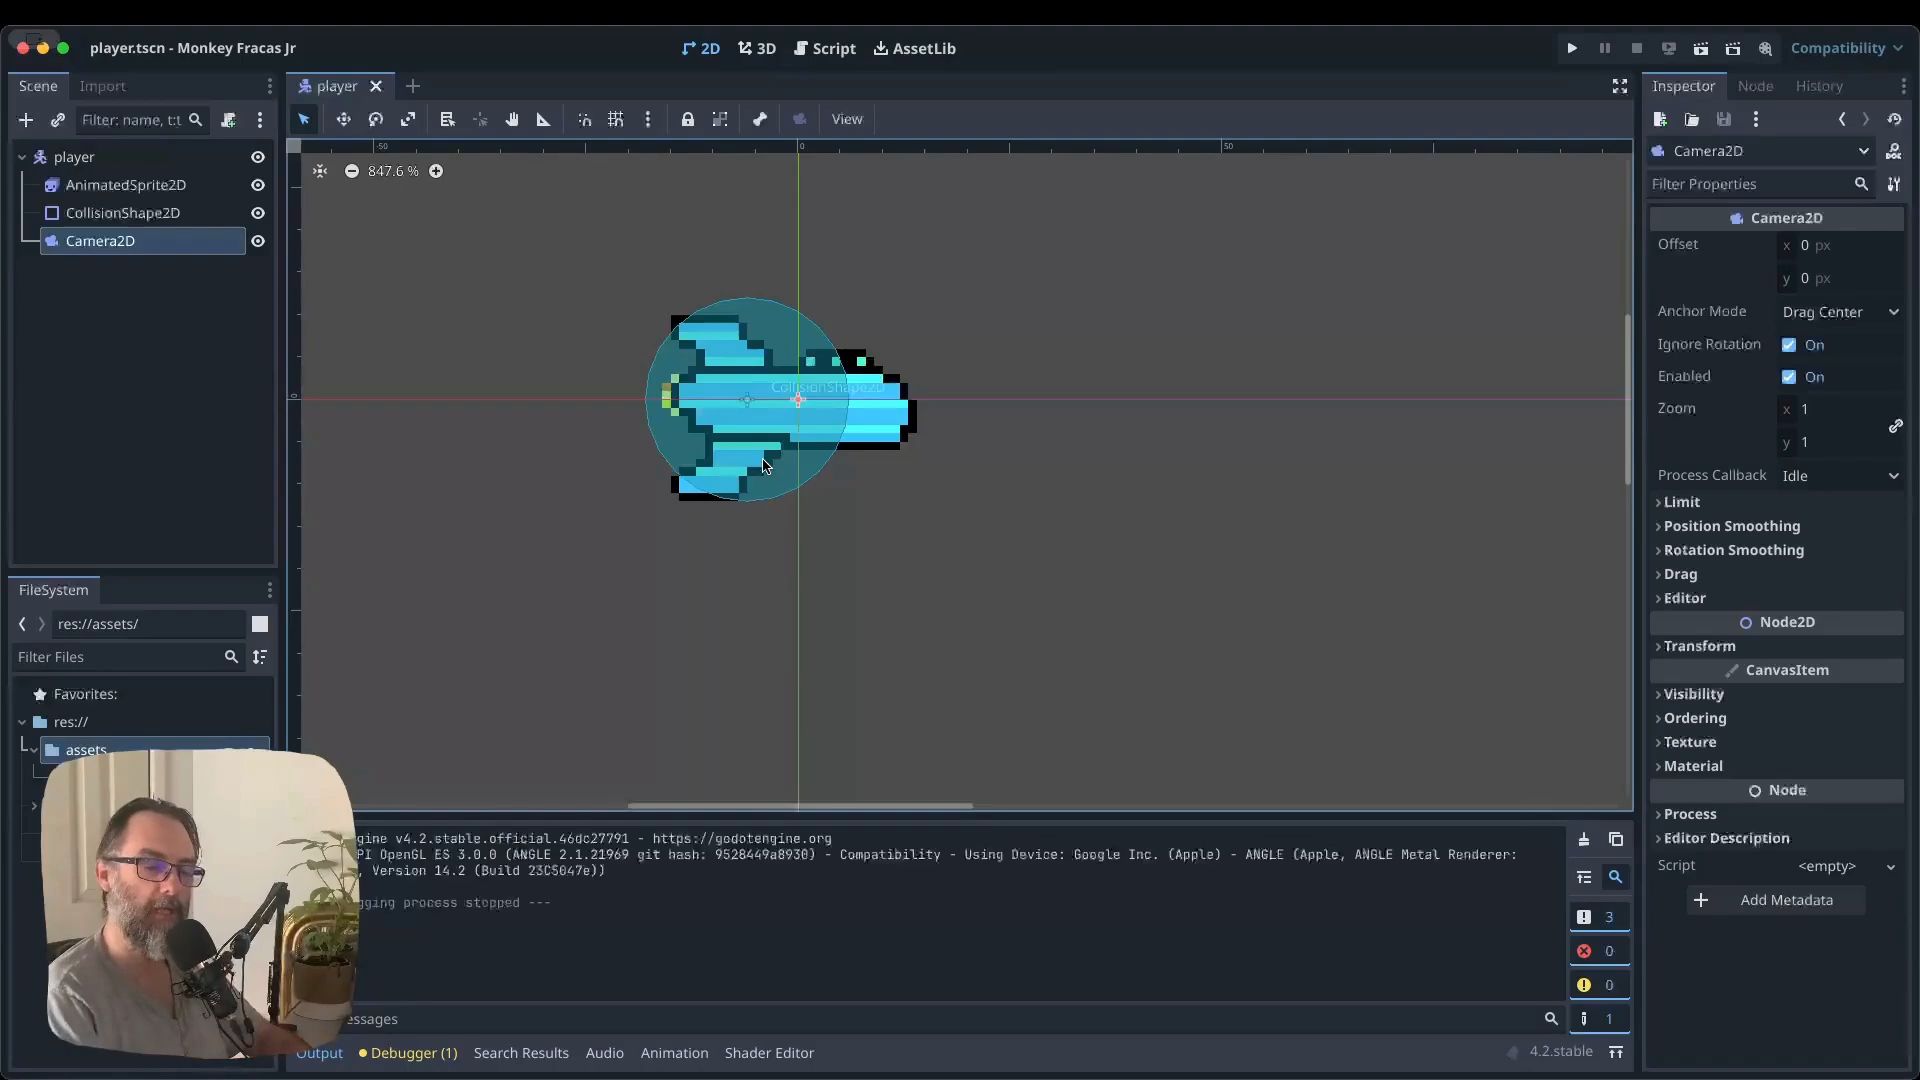 player.tscn - Monkey Fracas Jr
2D
3D
Script
AssetLib
Compatibility
Scene
Import
Filter: name, t:t
player
AnimatedSprite2D
CollisionShape2D
Camera2D
FileSystem
res://assets/
Filter Files
Favorites:
res://
assets
player
View
-50
0
50
0
847.6 %
CollisionShape2D
gine v4.2.stable.official.46dc27791 - https://godotengine.org
PI OpenGL ES 3.0.0 (ANGLE 2.1.21969 git hash: 9528449a8930) - Compatibility - Using Device: Google Inc. (Apple) - ANGLE (Apple, ANGLE Metal Renderer:
, Version 14.2 (Build 23C5047e))
gging process stopped ---
essages
3
0
0
1
Output
Debugger (1)
Search Results
Audio
Animation
Shader Editor
4.2.stable
Inspector
Node
History
Camera2D
Filter Properties
Camera2D
Offset
x 0 px
y 0 px
Anchor Mode
Drag Center
Ignore Rotation
On
Enabled
On
Zoom
x 1
y 1
Process Callback
Idle
Limit
Position Smoothing
Rotation Smoothing
Drag
Editor
Node2D
Transform
CanvasItem
Visibility
Ordering
Texture
Material
Node
Process
Editor Description
Script
<empty>
Add Metadata